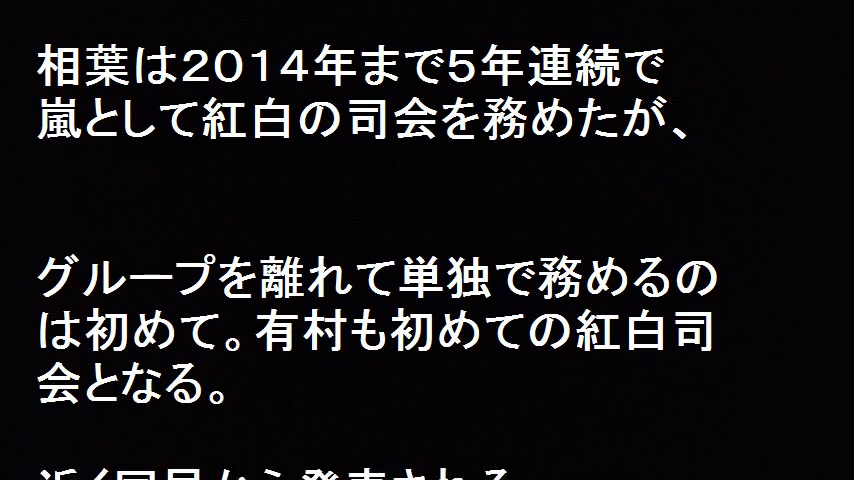 相葉は２０１４年まで５年連続で
嵐として紅白の司会を務めたが、
グループを離れて単独で務めるの
は初めて。有村も初めての紅白司
会となる。